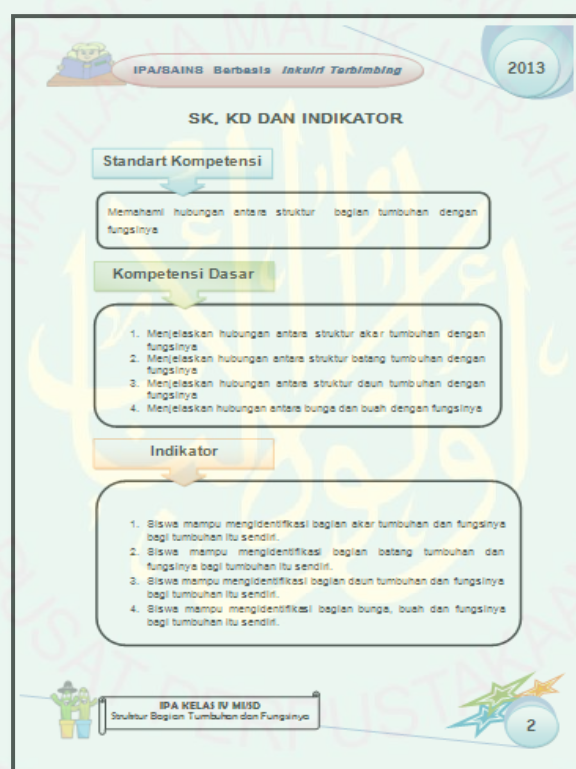 IPA/SAINS Berbasis Inkuiri Terbimbing
2013
SK, KD DAN INDIKATOR
Standart Kompetensi
Memahami hubungan antara struktur bagian tumbuhan dengan
fungsinya
Kompetensi Dasar
1. Menjelaskan hubungan antara struktur akar tumbuhan dengan
fungsinya
2. Menjelaskan hubungan antara struktur batang tumbuhan dengan
fungsinya
3. Menjelaskan hubungan antara struktur daun tumbuhan dengan
fungsinya
4. Menjelaskan hubungan antara bunga dan buah dengan fungsinya
Indikator
1. Siswa mampu mengidentifikasi bagian akar tumbuhan dan fungsinya
bagi tumbuhan itu sendiri.
2. Siswa mampu mengidentifikasi bagian batang tumbuhan dan
fungsinya bagi tumbuhan itu sendiri.
3. Siswa mampu mengidentifikasi bagian daun tumbuhan dan fungsinya
bagi tumbuhan itu sendiri.
4. Siswa mampu mengidentifikasi bagian bunga, buah dan fungsinya
bagi tumbuhan itu sendiri.
IPA KELAS IV MI/SD
Struktur Bagian Tumbuhan dan Fungsinya
2